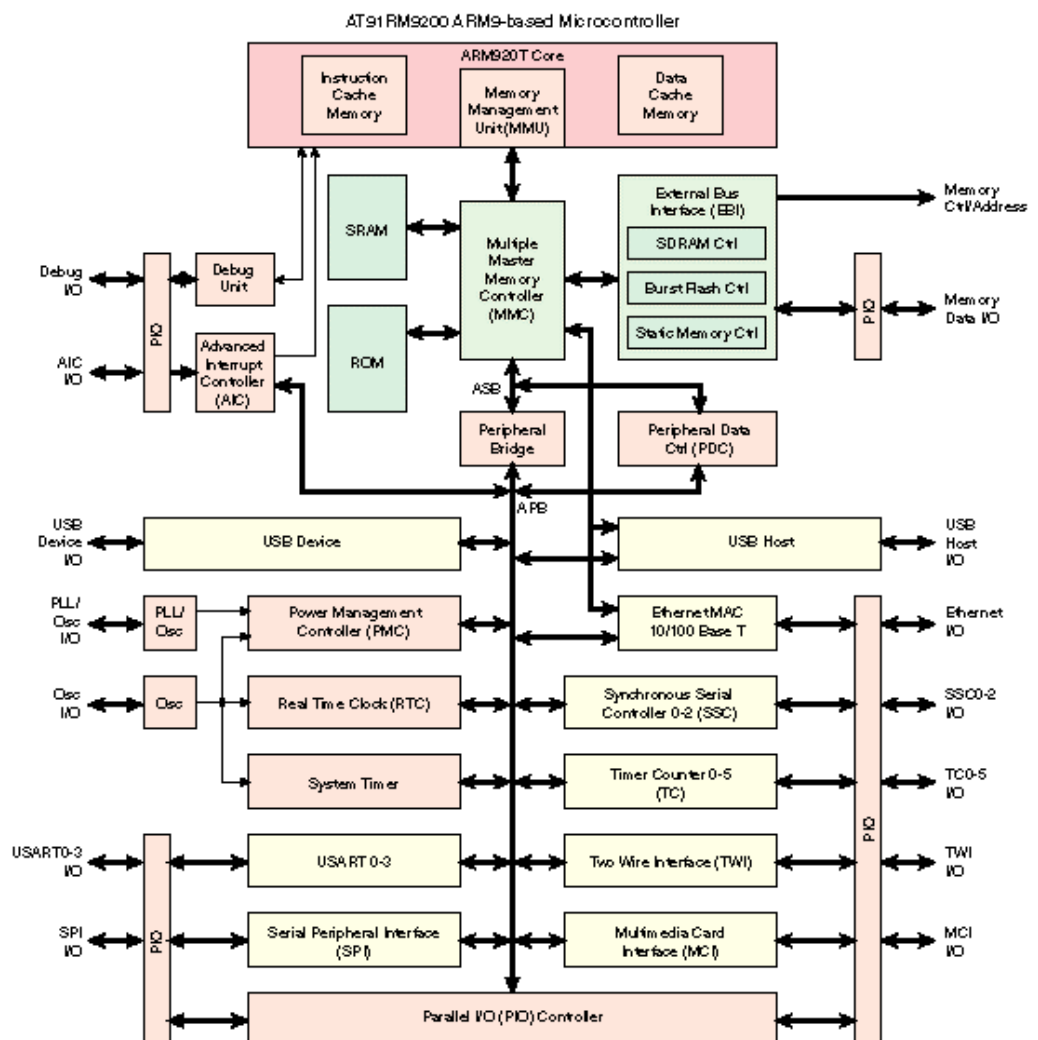 AT91RM9200 ARM9-based Microcontroller
ARM920T Core
Instruction
Cache
Memory
Memory
Management
Unit(MMU)
Data
Cache
Memory
SRAM
Multiple
Master
Memory
Controller
(MMC)
External Bus
Interface (EBI)
SDRAM Ctrl
Burst Flash Ctrl
Static Memory Ctrl
Memory
Ctrl/Address
Debug
I/O
PIO
Debug
Unit
PIO
Memory
Data I/O
AIC
I/O
Advanced
Interrupt
Controller
(AIC)
ROM
ASB
Peripheral
Bridge
Peripheral Data
Ctrl (PDC)
APB
USB
Device
I/O
USB Device
USB Host
USB
Host
I/O
PLL/
Osc
I/O
PLL/
Osc
Power Management
Controller (PMC)
Ethernet MAC
10/100 Base T
Ethernet
I/O
Osc
I/O
Osc
Real Time Clock (RTC)
Synchronous Serial
Controller 0-2 (SSC)
SSC0-2
I/O
System Timer
Timer Counter 0-5
(TC)
TC0-5
I/O
PIO
USART0-3
I/O
USART 0-3
Two Wire Interface (TWI)
TWI
I/O
SPI
I/O
PIO
Serial Peripheral Interface
(SPI)
Multimedia Card
Interface (MCI)
MCI
I/O
Parallel I/O (PIO) Controller